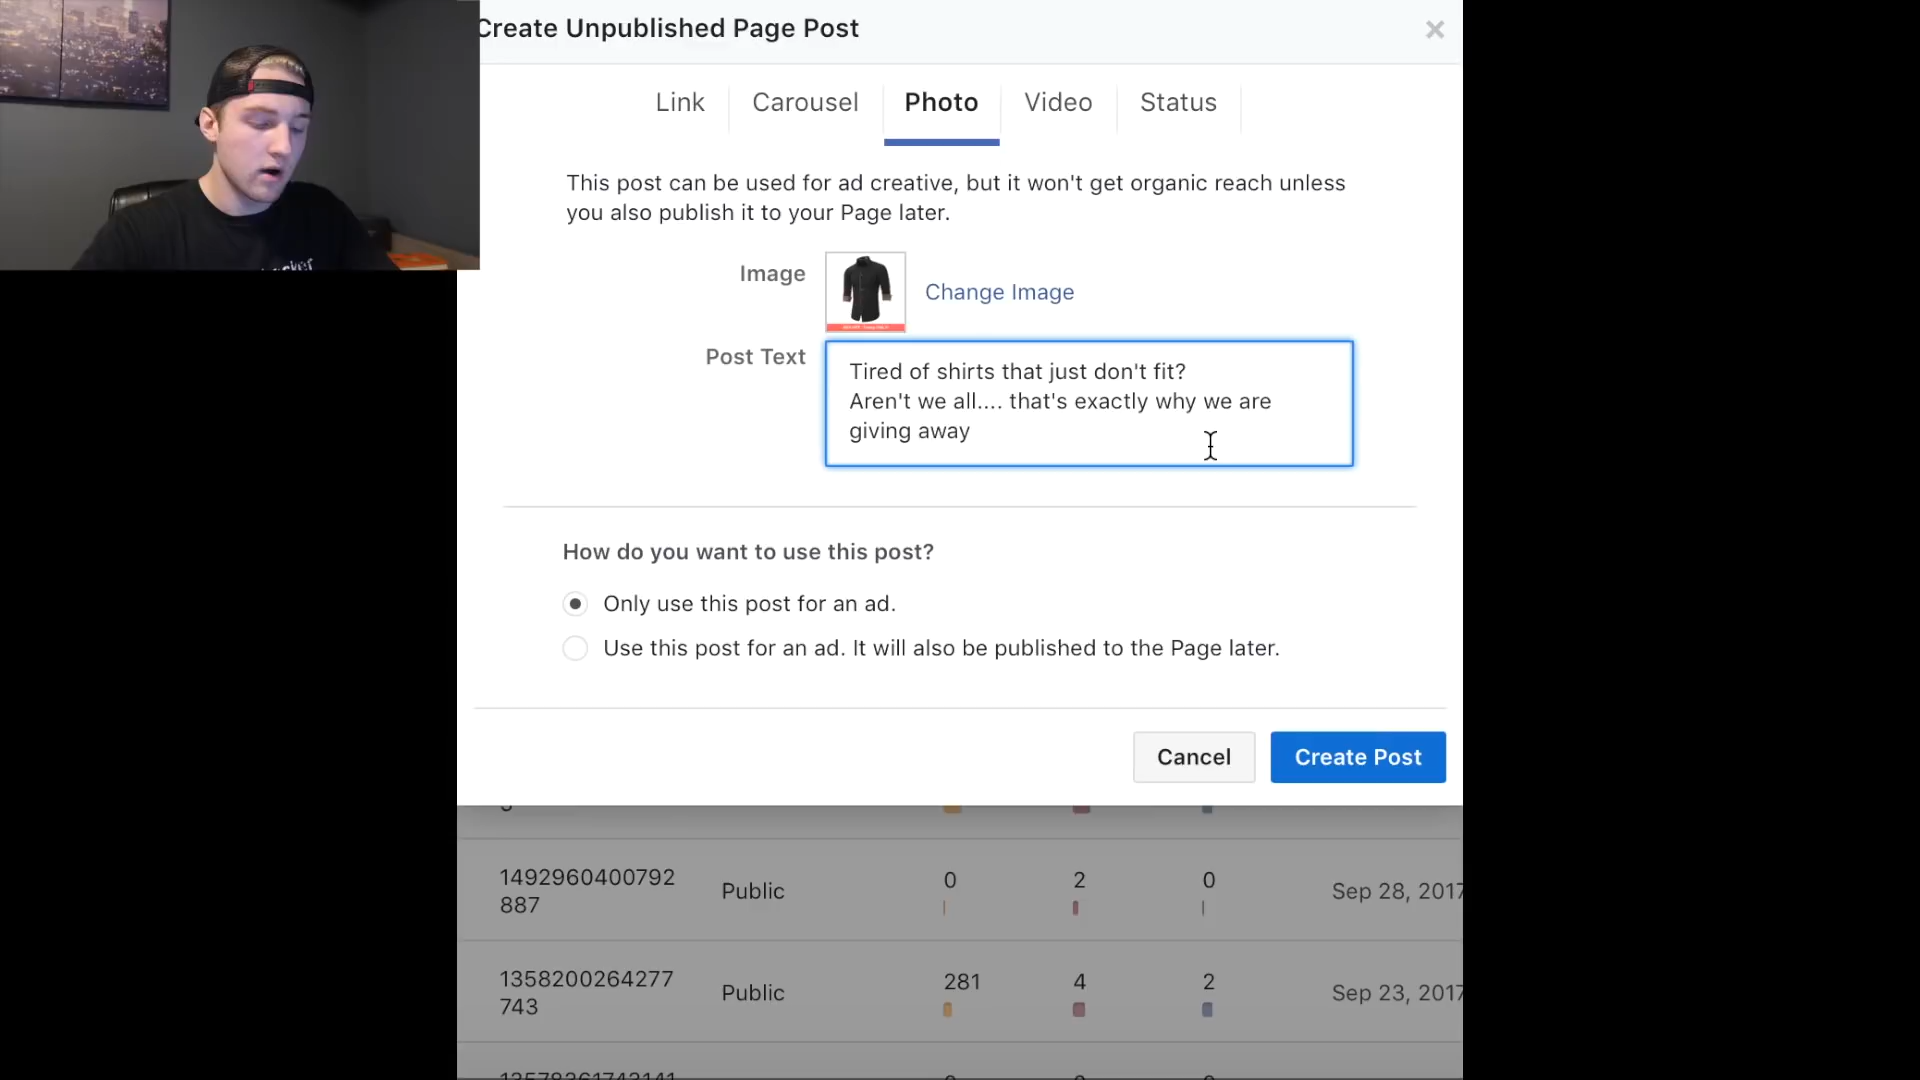 Create Unpublished Page Post
Link
Carousel
Photo
Video
Status
This post can be used for ad creative, but it won't get organic reach unless
you also publish it to your Page later.
Image
Change Image
Post Text
Tired of shirts that just don't fit?
Aren't we all.... that's exactly why we are
giving away
How do you want to use this post?
Only use this post for an ad.
Use this post for an ad. It will also be published to the Page later.
Cancel
Create Post
1492960400792
887
Public
0
2
0
Sep 28, 2017
1358200264277
743
Public
281
4
2
Sep 23, 2017